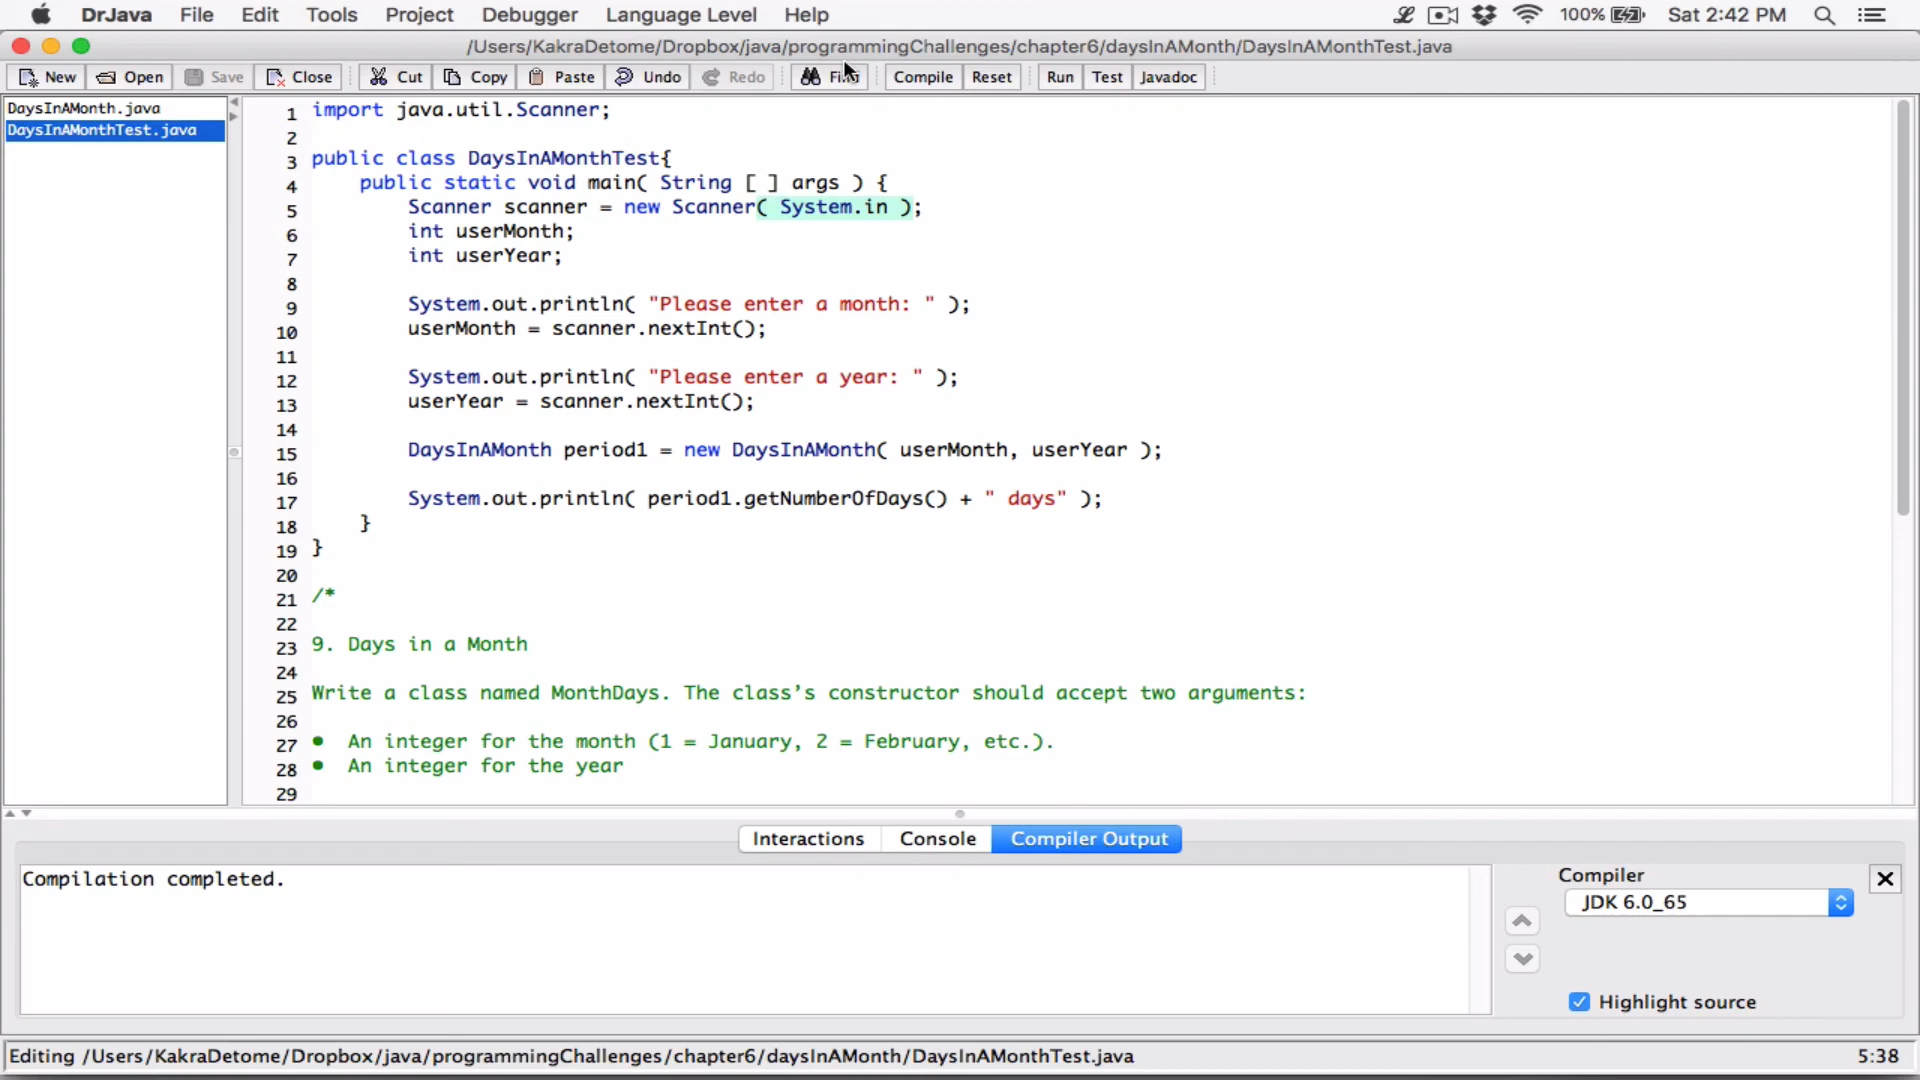 DrJava File Edit Tools Project Debugger Language Level Help 100% Sat 2:42 PM
/Users/KakraDetome/Dropbox/java/programmingChallenges/chapter6/daysInAMonth/DaysInAMonthTest.java
New Open Save Close Cut Copy Paste Undo Redo Find Compile Reset Run Test Javadoc
DaysInAMonth.java
DaysInAMonthTest.java
1 import java.util.Scanner;
2
3 public class DaysInAMonthTest{
4 public static void main( String [ ] args ) {
5 Scanner scanner = new Scanner( System.in );
6 int userMonth;
7 int userYear;
8
9 System.out.println( "Please enter a month: " );
10 userMonth = scanner.nextInt();
11
12 System.out.println( "Please enter a year: " );
13 userYear = scanner.nextInt();
14
15 DaysInAMonth period1 = new DaysInAMonth( userMonth, userYear );
16
17 System.out.println( period1.getNumberOfDays() + " days" );
18 }
19 }
20
21 /*
22
23 9. Days in a Month
24
25 Write a class named MonthDays. The class’s constructor should accept two arguments:
26
27 • An integer for the month (1 = January, 2 = February, etc.).
28 • An integer for the year
29
Interactions Console Compiler Output
Compilation completed.
Compiler
JDK 6.0_65
Highlight source
Editing /Users/KakraDetome/Dropbox/java/programmingChallenges/chapter6/daysInAMonth/DaysInAMonthTest.java 5:38